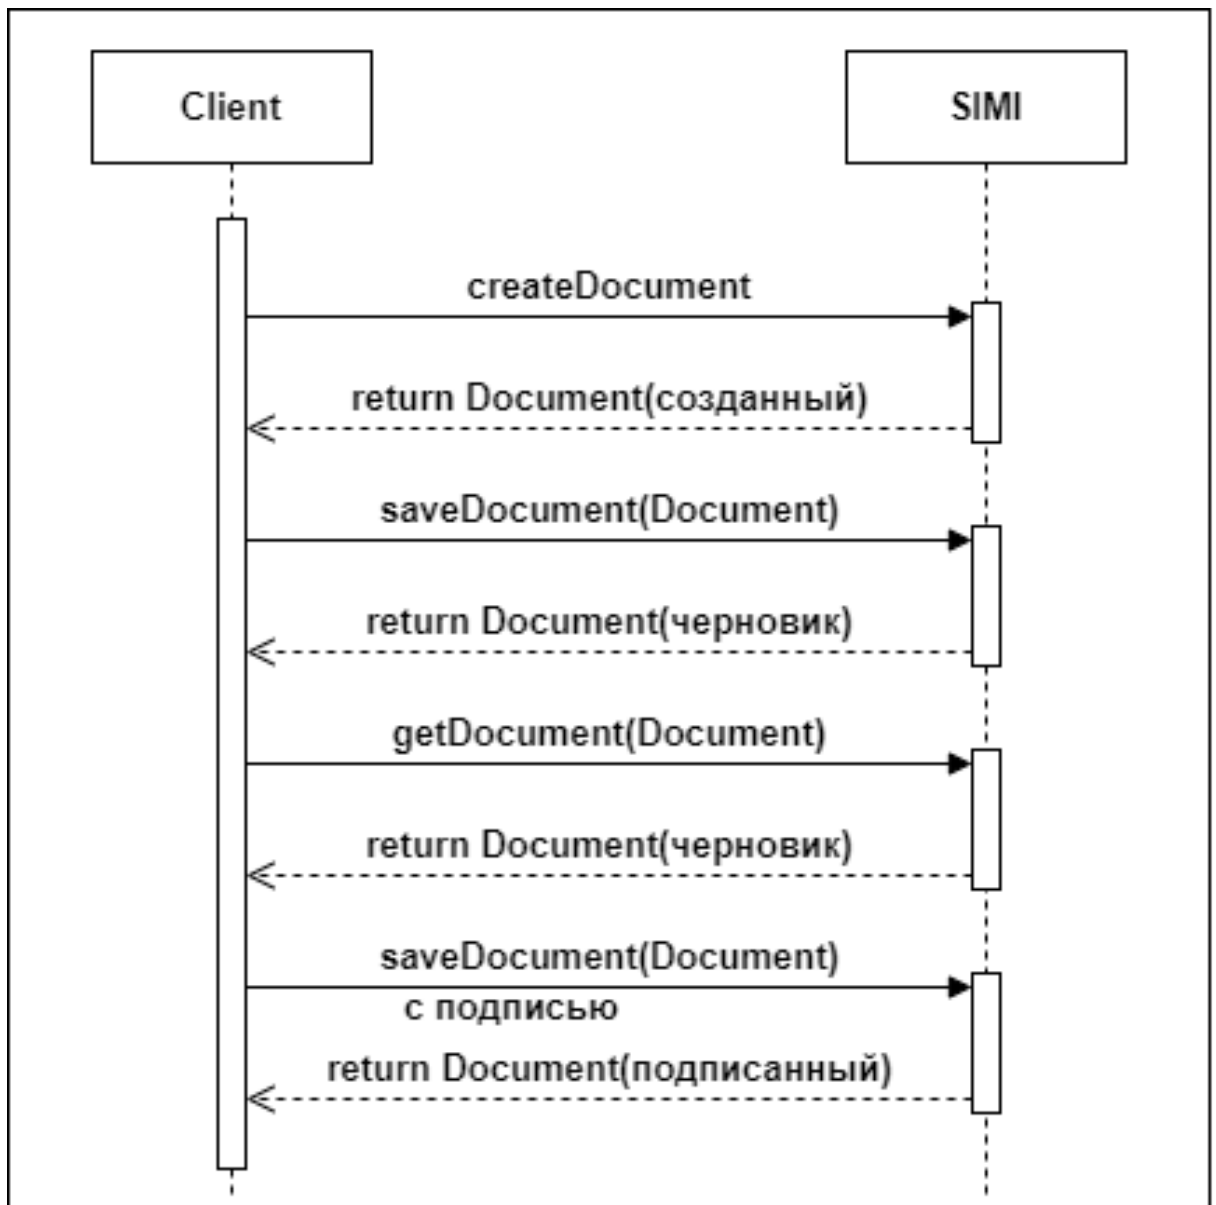 Client
SIMI
createDocument
return Document(созданный)
saveDocument(Document)
return Document(черновик)
getDocument(Document)
return Document(черновик)
saveDocument(Document)
с подписью
return Document(подписанный)